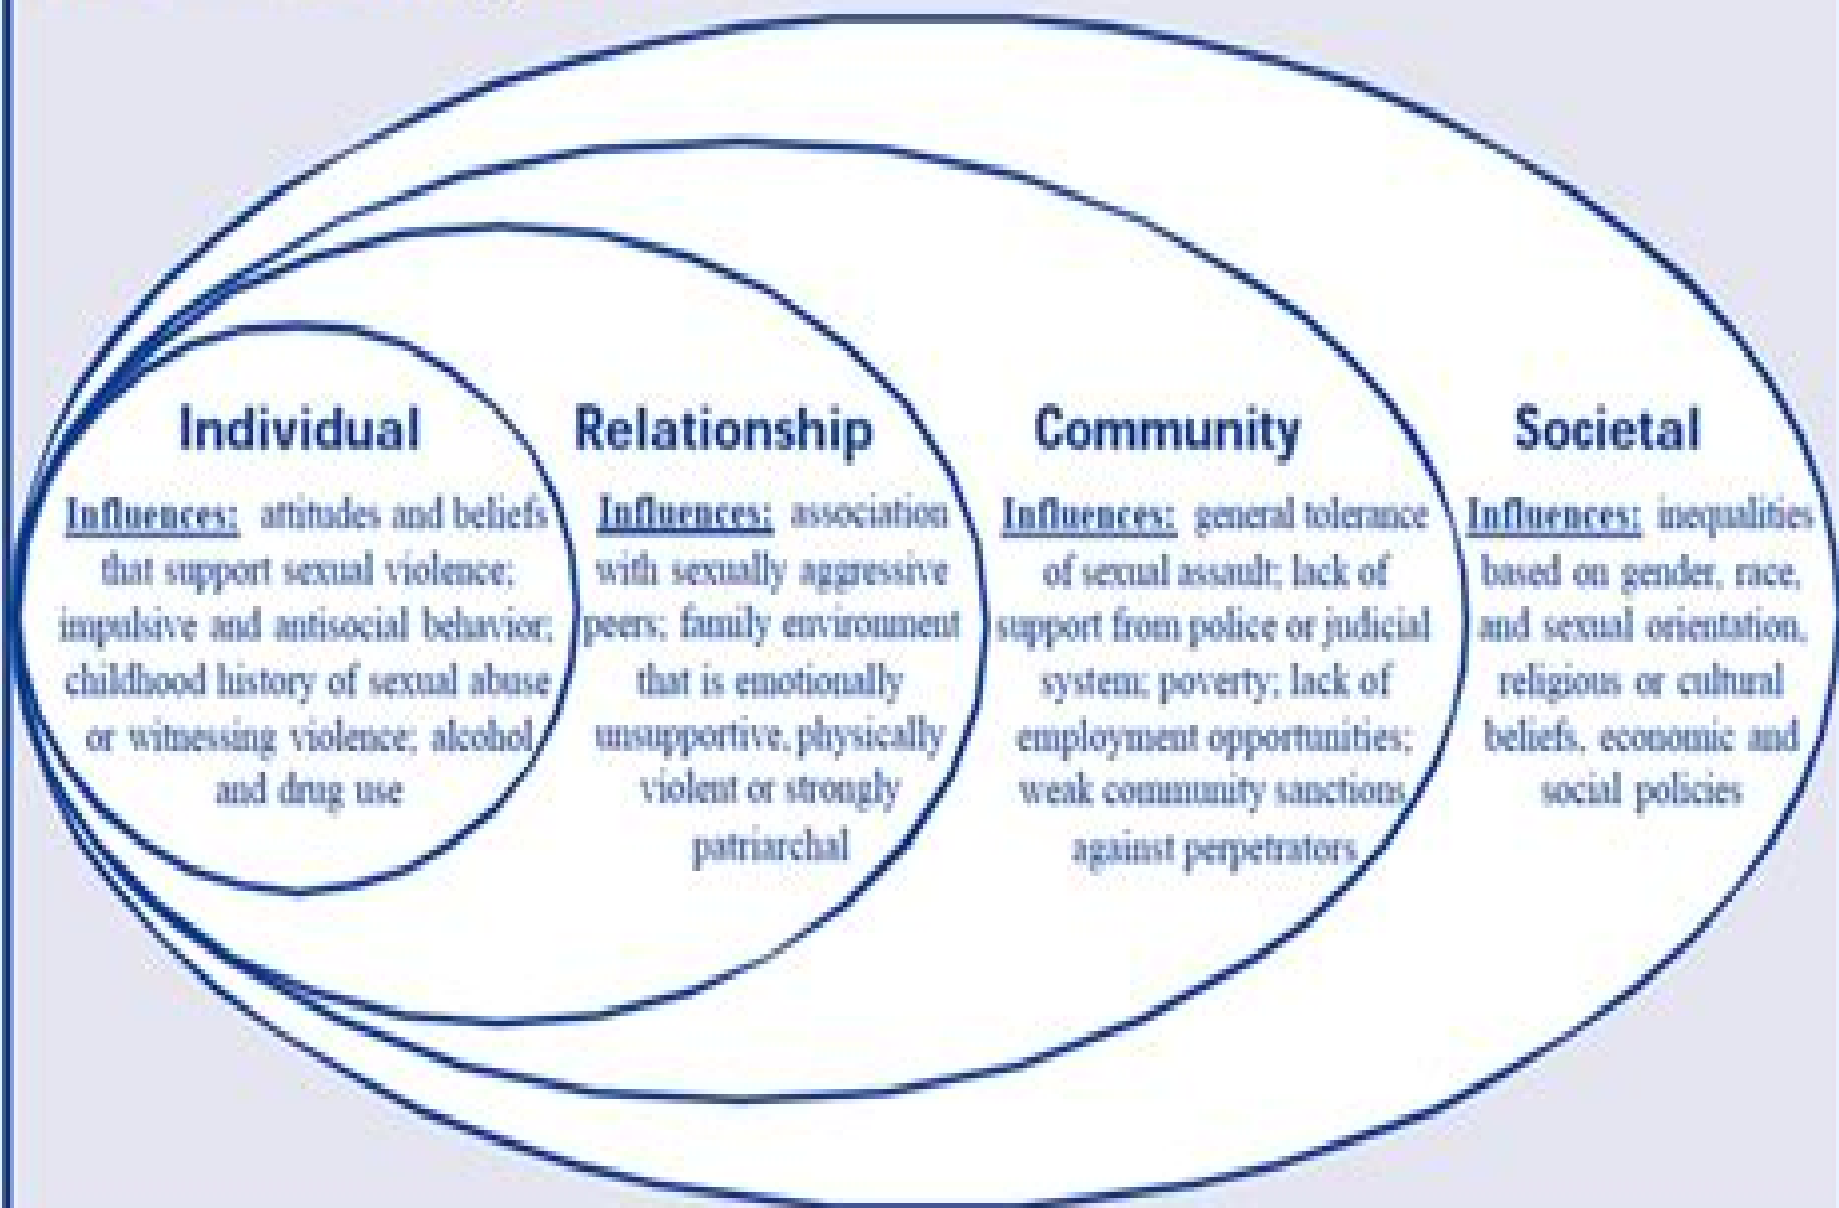 Individual
Influences: attitudes and beliefs
that support sexual violence;
impulsive and antisocial behavior;
childhood history of sexual abuse
or witnessing violence; alcohol
and drug use
Relationship
Influences: association
with sexually aggressive
peers; family environment
that is emotionally
unsupportive, physically
violent or strongly
patriarchal
Community
Influences: general tolerance
of sexual assault; lack of
support from police or judicial
system; poverty; lack of
employment opportunities;
weak community sanctions
against perpetrators
Societal
Influences: inequalities
based on gender, race,
and sexual orientation,
religious or cultural
beliefs, economic and
social policies